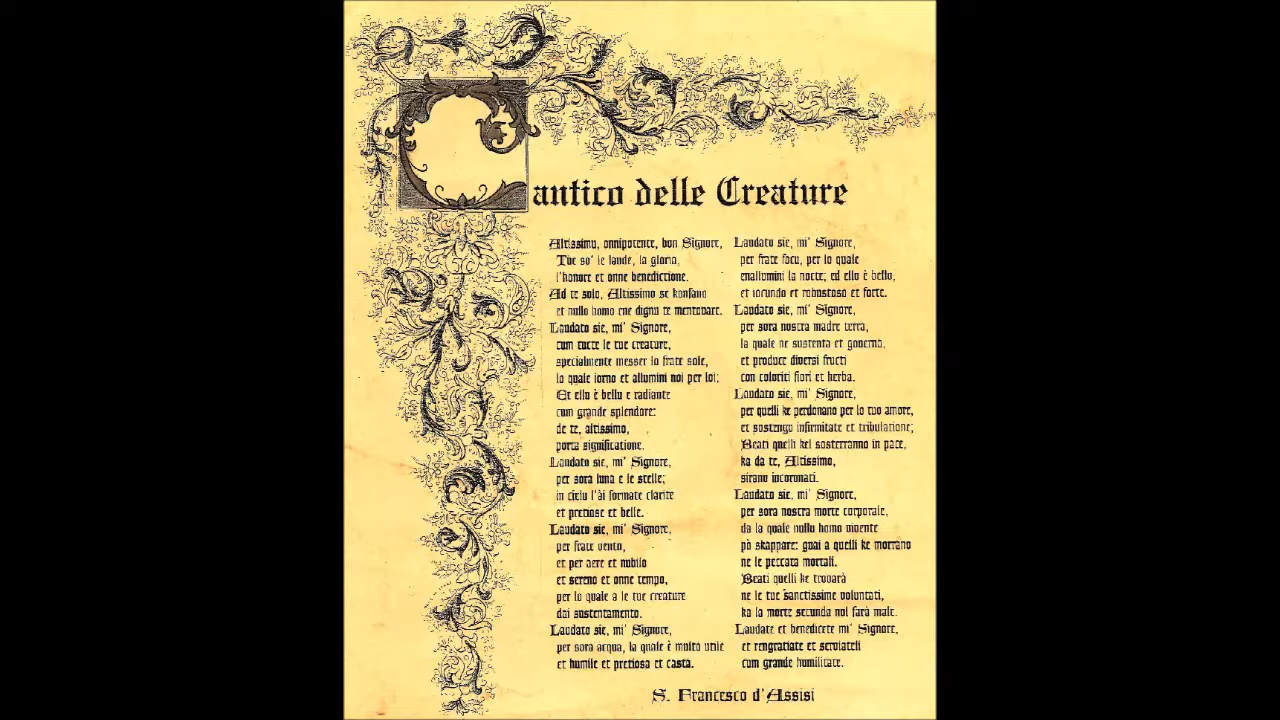 Cantico delle Creature
Altissimu, onnipotente, bon Signore,
Tue so' le laude, la gloria,
l'honore et onne benedictione.
Ad te solo, Altissimo se konfano
et nullo homo ene dignu te mentovare.
Laudato sie, mi' Signore,
cum tucte le tue creature,
specialmente messer lo frate sole,
lo quale iorno et allumini noi per loi;
Et ellu è bellu e radiante
cun grande splendore:
de te, altissimo,
porta significatione.
Laudato sie, mi' Signore,
per sora luna e le stelle;
in cielu l'ài formate clarite
et pretiose et belle.
Laudato sie, mi' Signore,
per frate vento,
et per aere et nubilo
et sereno et onne tempo,
per lo quale a le tue creature
dai sustentamento.
Laudato sie, mi' Signore,
per sora acqua, la quale è multo utile
et humile et pretiosa et casta.
Laudato sie, mi' Signore,
per frate focu, per lo quale
enallumini la nocte; ed ello è bello,
et iocundo et robustoso et forte.
Laudato sie, mi' Signore,
per sora nostra madre terra,
la quale ne sustenta et governa,
et produce diversi fructi
con coloriti fiori et herba.
Laudato sie, mi' Signore,
per quelli ke perdonano per lo tuo amore,
et sostengo infirmitate et tribulatione;
Beati quelli kel sosterranno in pace,
ka da te, Altissimo,
sirano incoronati.
Laudato sie, mi' Signore,
per sora nostra morte corporale,
da la quale nullu homo vivente
pò skappare: guai a quelli ke morrano
ne le peccata mortali.
Beati quelli ke trovarà
ne le tue sanctissime voluntati,
ka la morte secunda nol farà male.
Laudate et benedicete mi' Signore,
et rengratiate et serviateli
cum grande humilitate.
S. Francesco d'Assisi